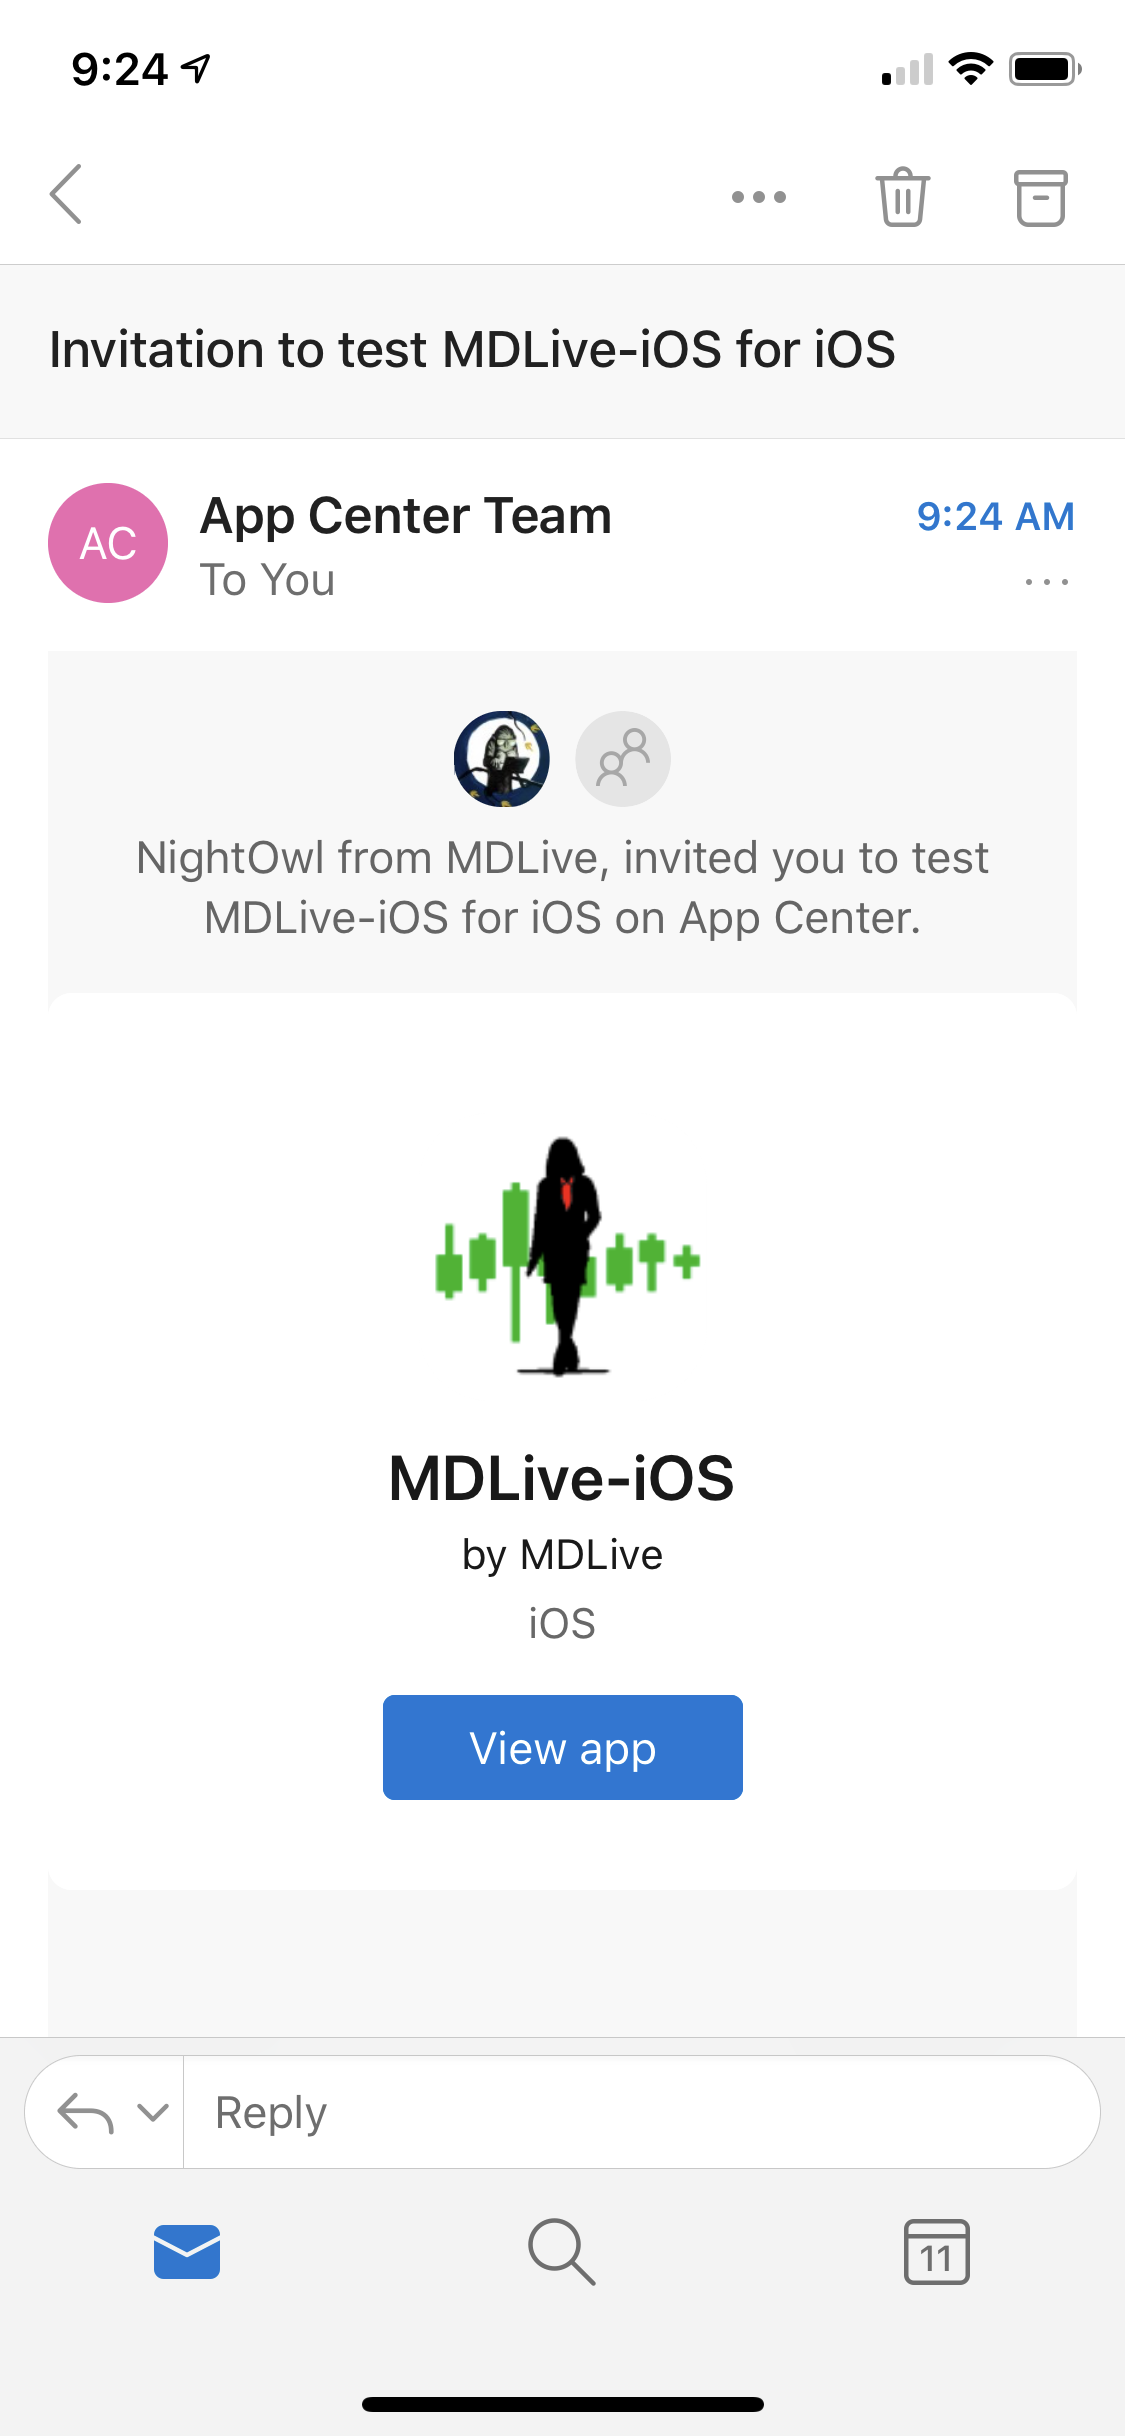 9:24
Invitation to test MDLive-iOS for iOS
AC
App Center Team
9:24 AM
To You
NightOwl from MDLive, invited you to test
MDLive-iOS for iOS on App Center.
MDLive-iOS
by MDLive
iOS
View app
Reply
11